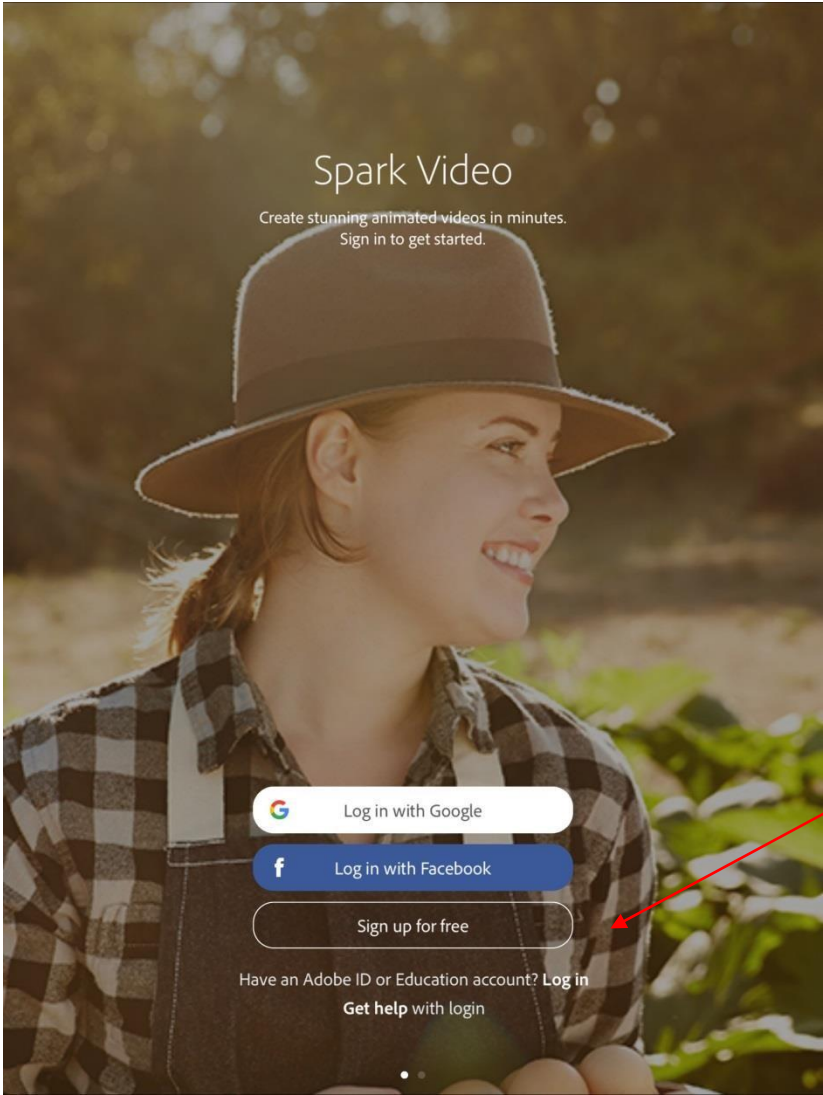 Spark Video
Create stunning animated videos in minutes.
Sign in to get started.
G Log in with Google
f Log in with Facebook
Sign up for free
Have an Adobe ID or Education account? Log in
Get help with login